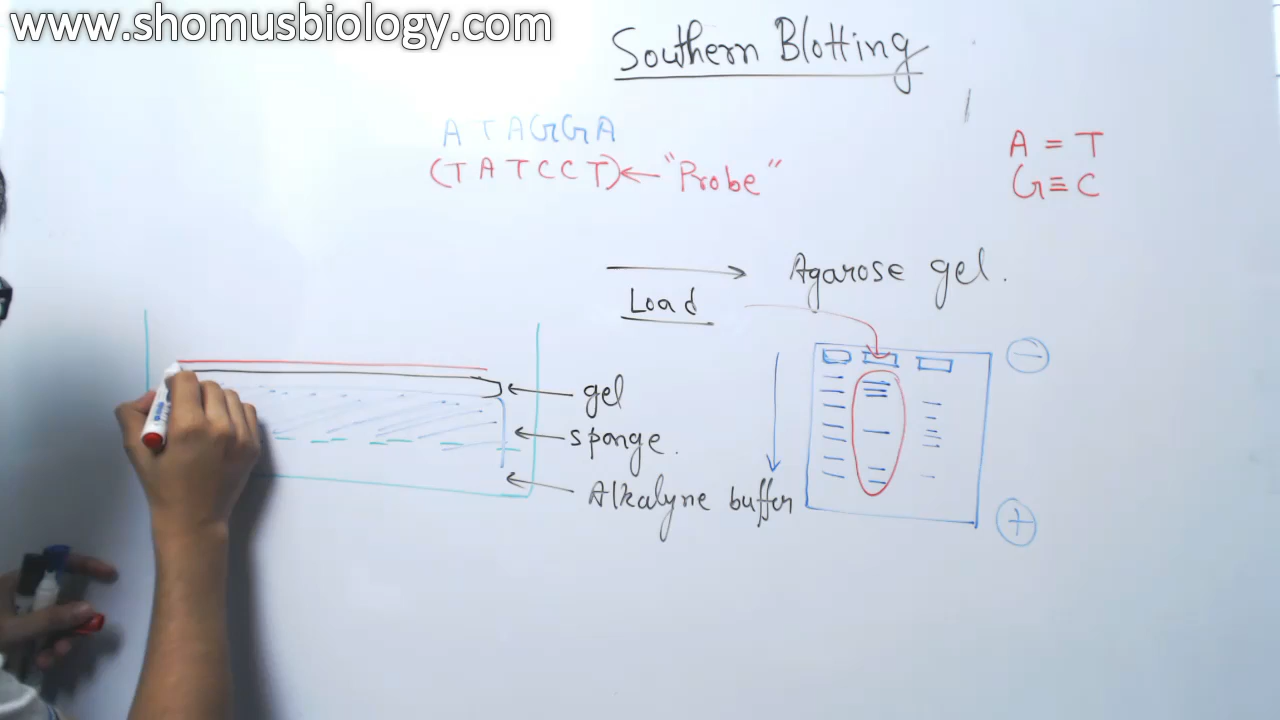 www.shomusbiology.com
Southern Blotting
A T A G G A
(T A T C C T) ← "Probe"
A = T
G ≡ C
Load
Agarose gel.
gel
sponge.
Alkalyne buffer
−
+